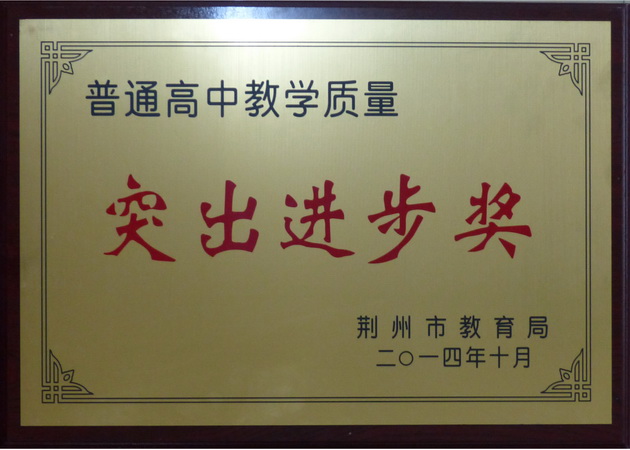 普通高中教学质量
突出进步奖
荆州市教育局
二〇一四年十月